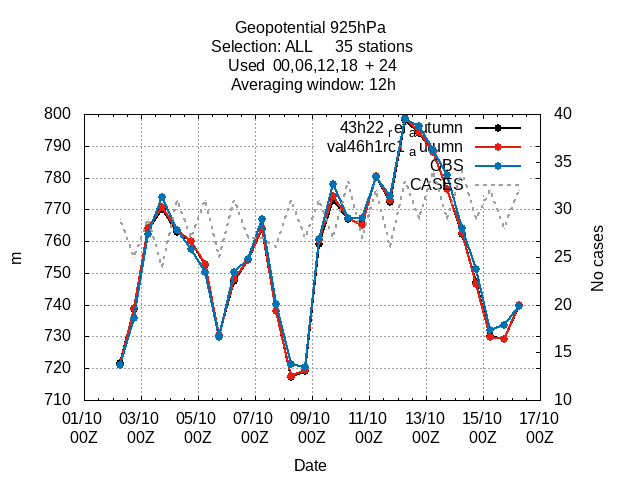 Geopotential 925hPa
Selection: ALL 35 stations
Used 00,06,12,18 + 24
Averaging window: 12h
800 40
790
780 35
770 30
760
750 25
740 20
730
720 15
710 10
43h22
val46h1rc1
OBS
CASES
m
No cases
01/10 03/10 05/10 07/10 09/10 11/10 13/10 15/10 17/10
00Z 00Z 00Z 00Z 00Z 00Z 00Z 00Z 00Z
Date